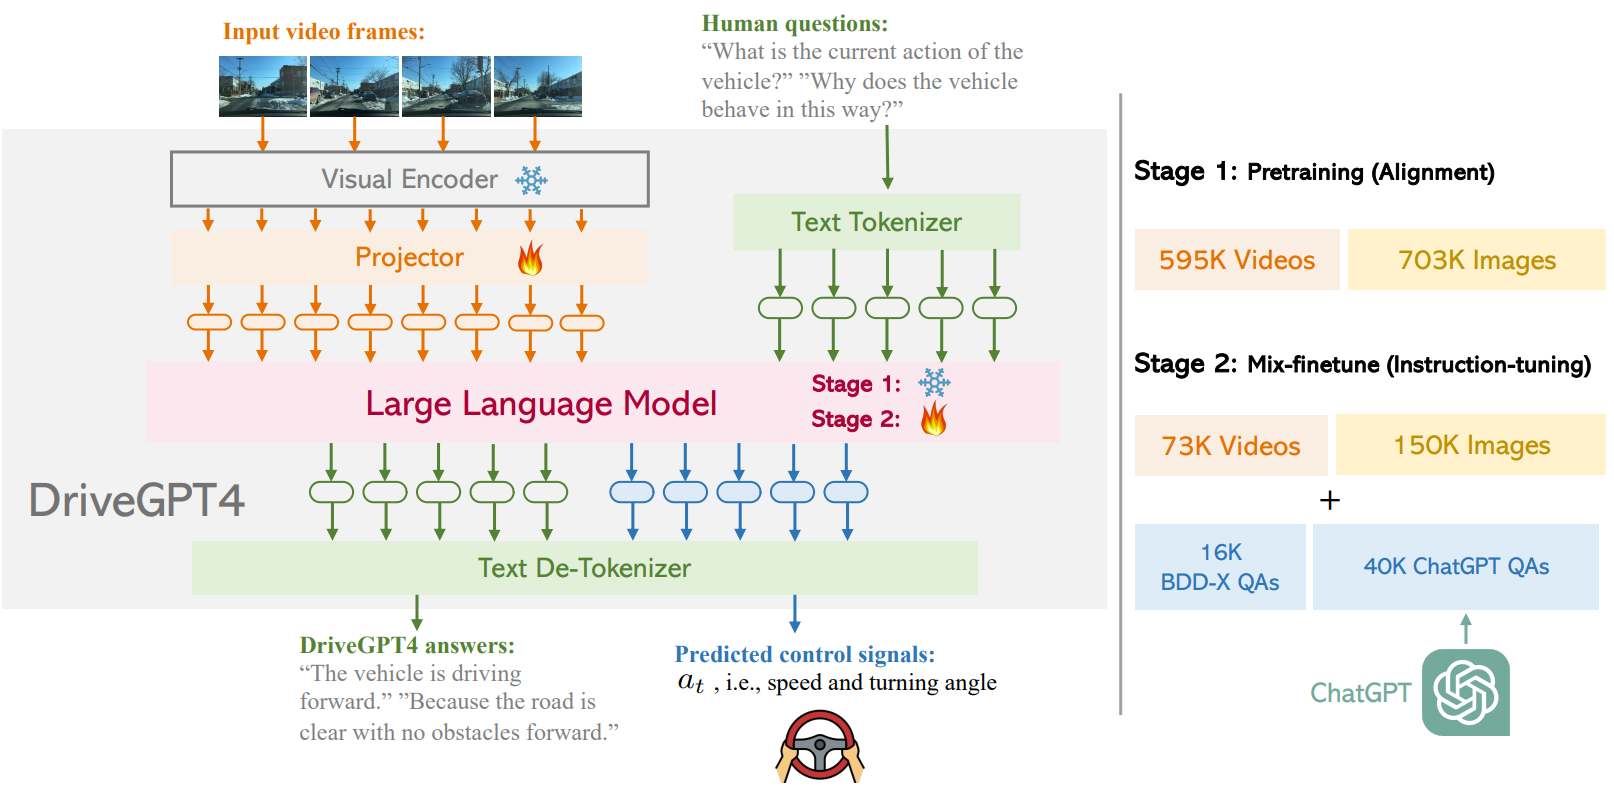 Input video frames:
Human questions:
“What is the current action of the
vehicle?” ”Why does the vehicle
behave in this way?”
Visual Encoder
Projector
Text Tokenizer
Large Language Model
Stage 1:
Stage 2:
DriveGPT4
Text De-Tokenizer
DriveGPT4 answers:
“The vehicle is driving
forward.” ”Because the road is
clear with no obstacles forward.”
Predicted control signals:
a_t , i.e., speed and turning angle
Stage 1: Pretraining (Alignment)
595K Videos
703K Images
Stage 2: Mix-finetune (Instruction-tuning)
73K Videos
150K Images
+
16K
BDD-X QAs
40K ChatGPT QAs
ChatGPT